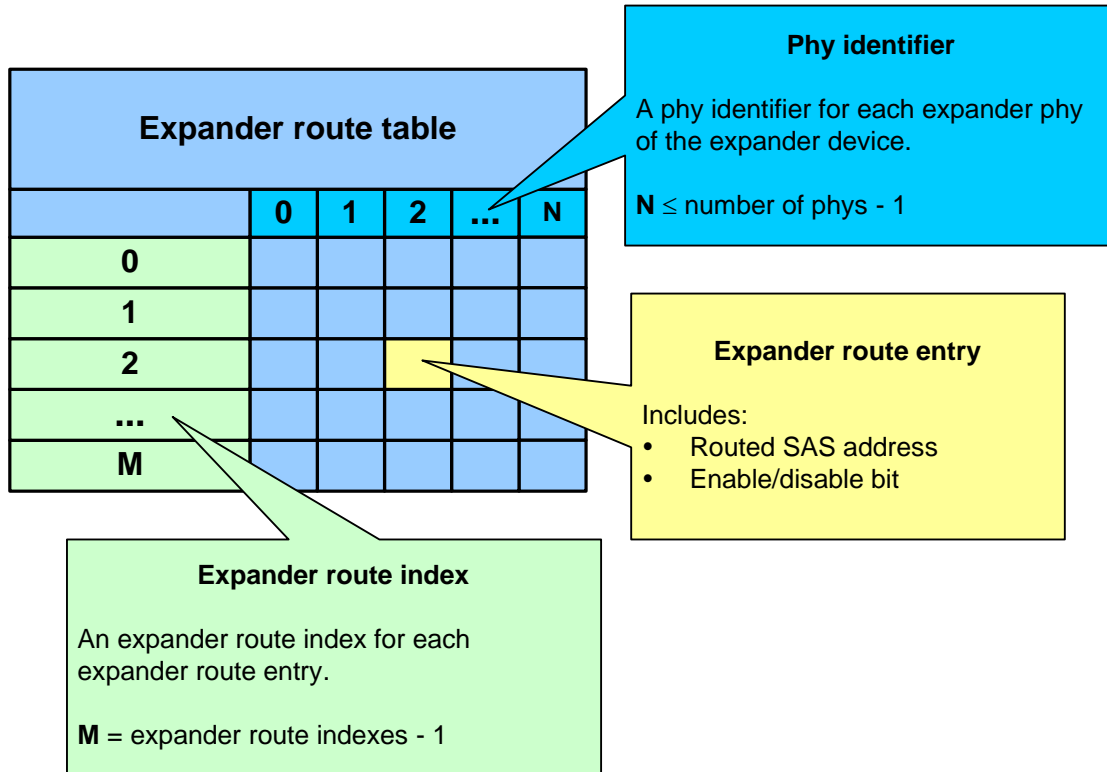 Phy identifier
A phy identifier for each expander phy
of the expander device.
N ≤ number of phys - 1
Expander route table
0 1 2 ... N
0
1
2
...
M
Expander route entry
Includes:
• Routed SAS address
• Enable/disable bit
Expander route index
An expander route index for each
expander route entry.
M = expander route indexes - 1